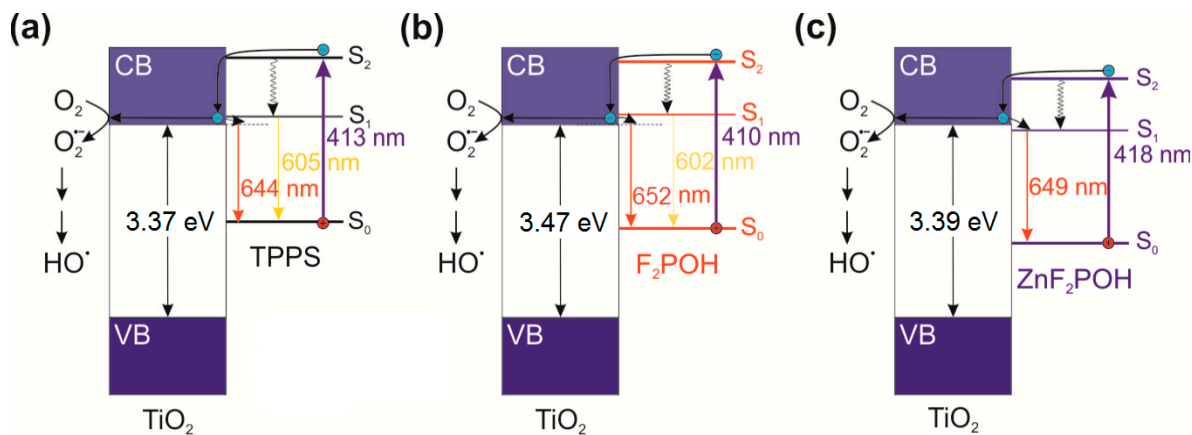 (a)
CB
S₂
O₂
S₁
O₂•−
413 nm
605 nm
644 nm
3.37 eV
S₀
HO•
TPPS
VB
TiO₂
(b)
CB
S₂
O₂
S₁
O₂•−
410 nm
602 nm
652 nm
3.47 eV
S₀
HO•
F₂POH
VB
TiO₂
(c)
CB
S₂
O₂
S₁
O₂•−
418 nm
649 nm
3.39 eV
S₀
HO•
ZnF₂POH
VB
TiO₂